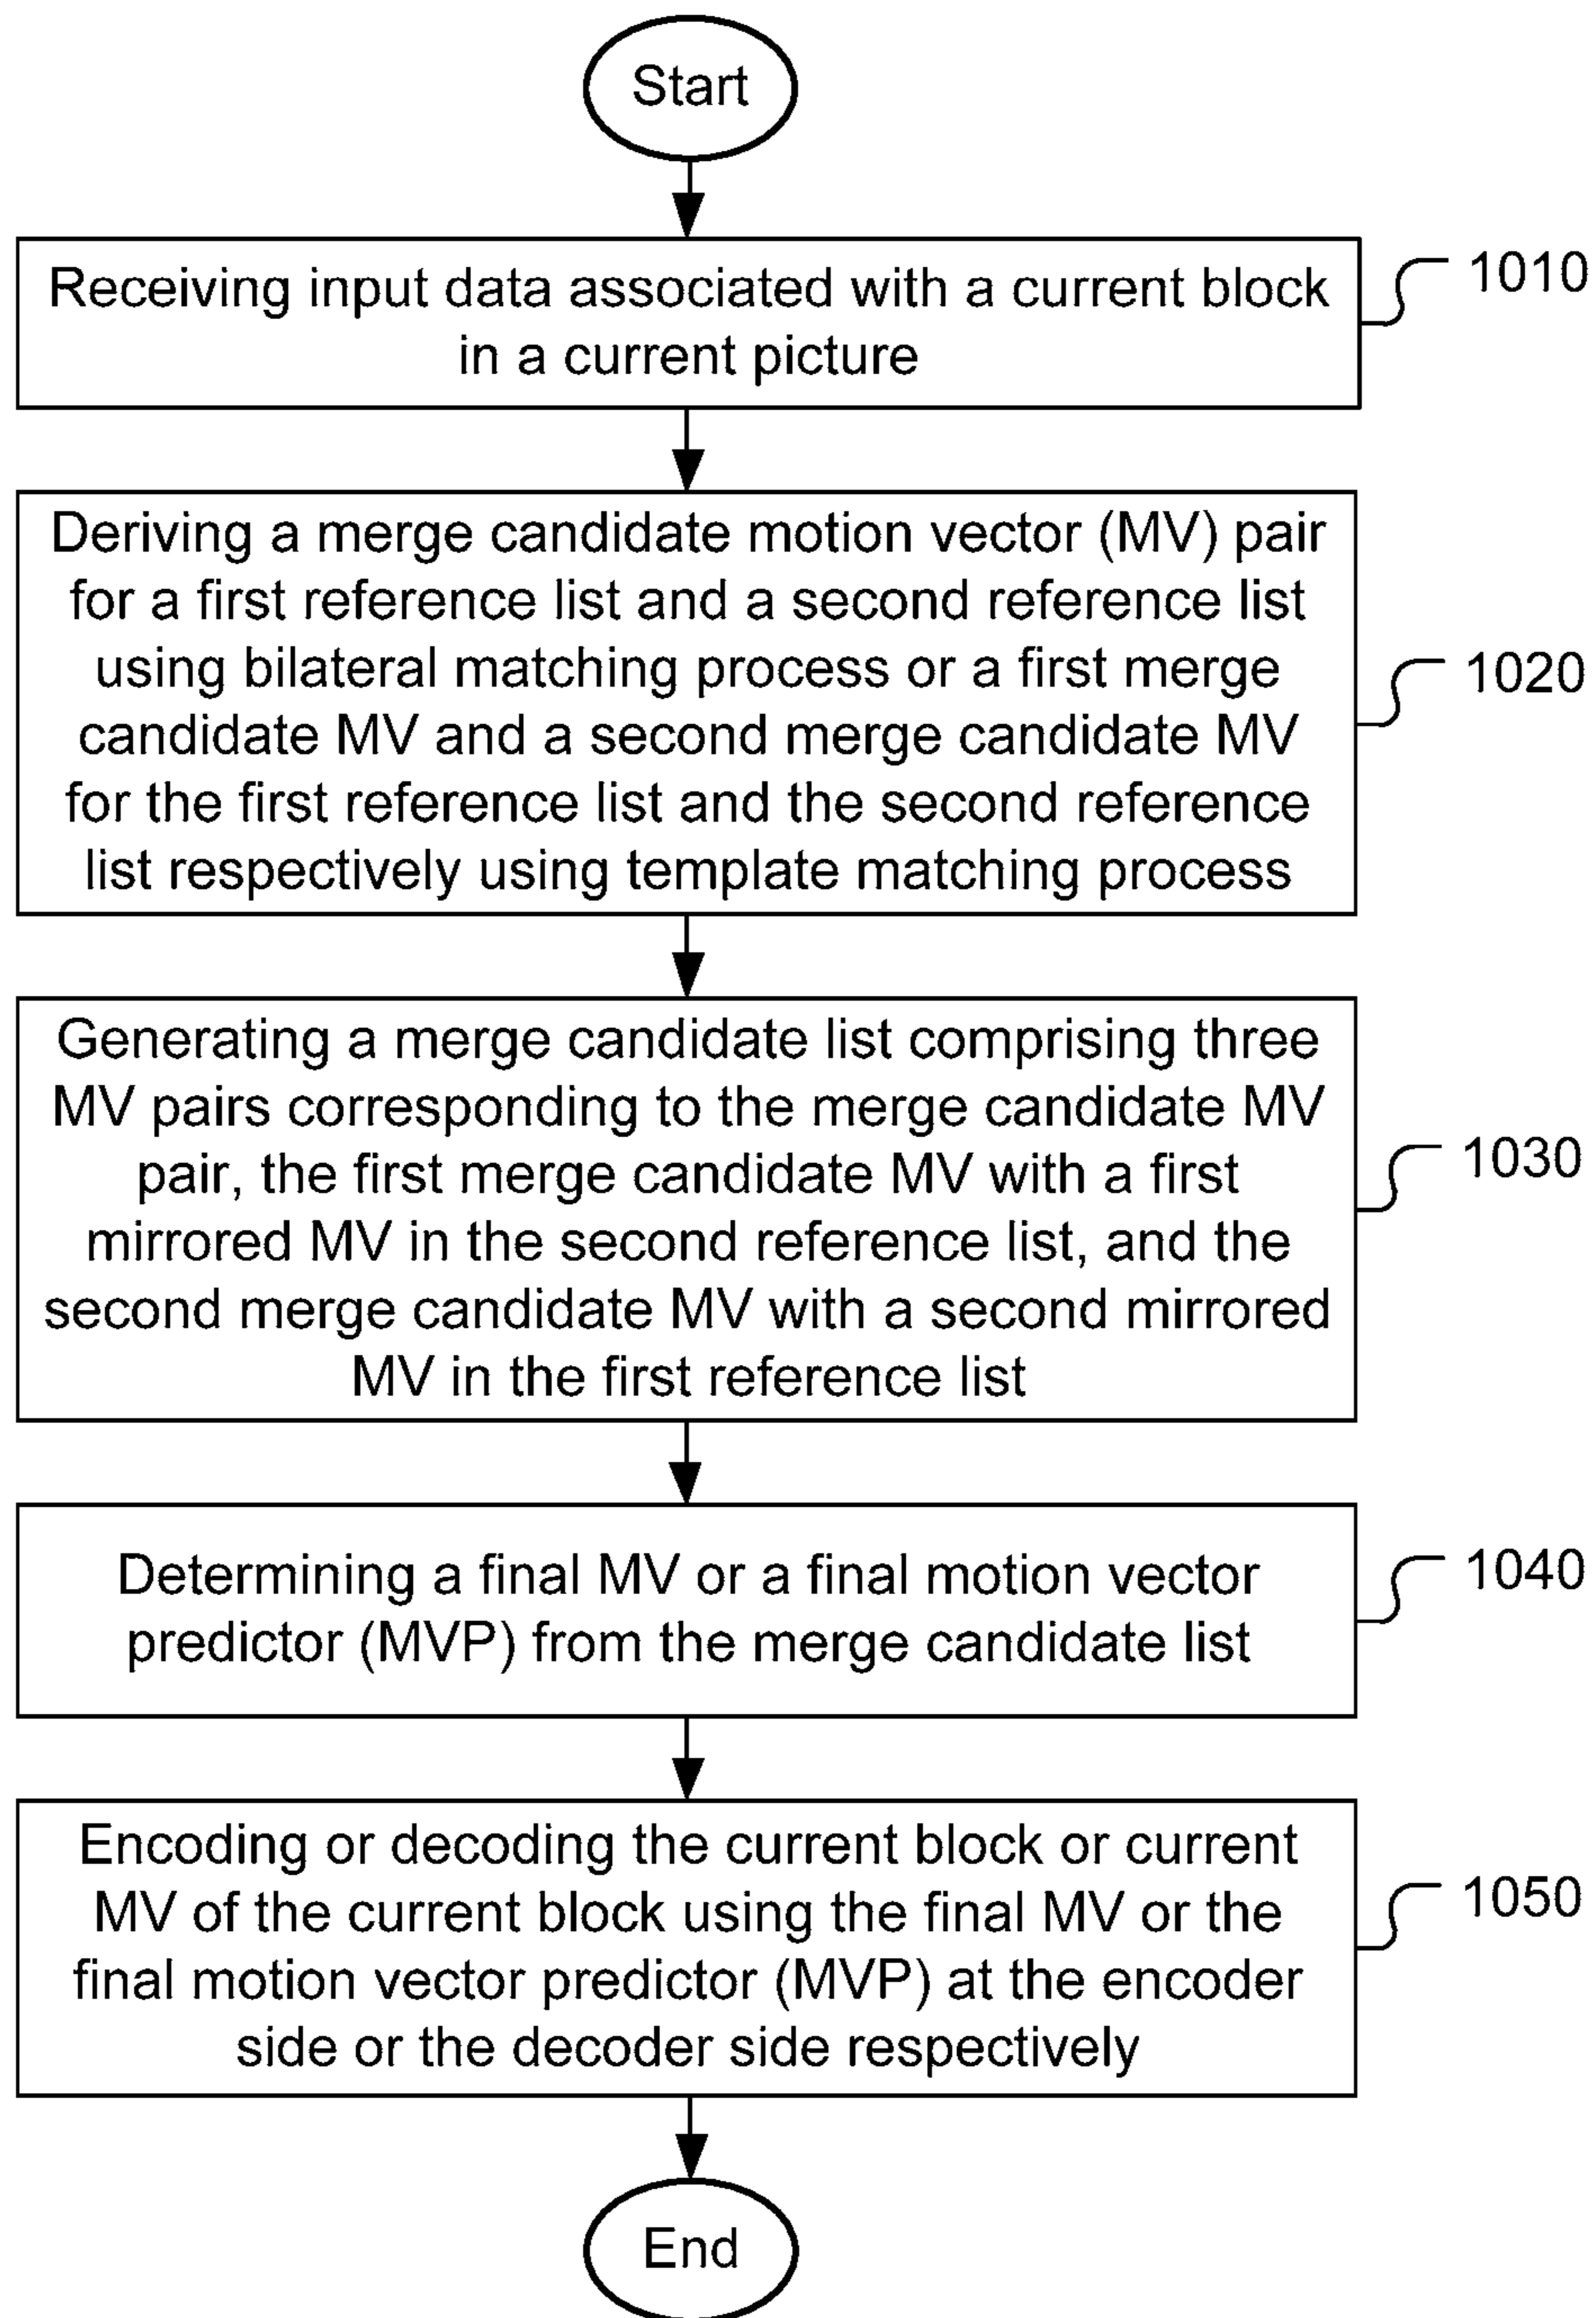 Start
Receiving input data associated with a current block
in a current picture
1010
Deriving a merge candidate motion vector (MV) pair
for a first reference list and a second reference list
using bilateral matching process or a first merge
candidate MV and a second merge candidate MV
for the first reference list and the second reference
list respectively using template matching process
1020
Generating a merge candidate list comprising three
MV pairs corresponding to the merge candidate MV
pair, the first merge candidate MV with a first
mirrored MV in the second reference list, and the
second merge candidate MV with a second mirrored
MV in the first reference list
1030
Determining a final MV or a final motion vector
predictor (MVP) from the merge candidate list
1040
Encoding or decoding the current block or current
MV of the current block using the final MV or the
final motion vector predictor (MVP) at the encoder
side or the decoder side respectively
1050
End